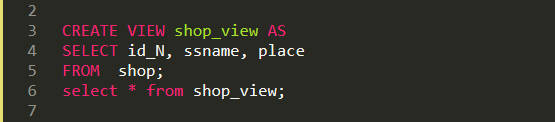 2
3 CREATE VIEW shop_view AS
4 SELECT id_N, ssname, place
5 FROM  shop;
6 select * from shop_view;
7